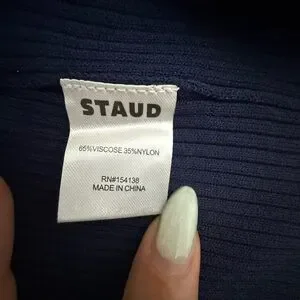 STAUD
65%VISCOSE 35%NYLON
RN#154138
MADE IN CHINA